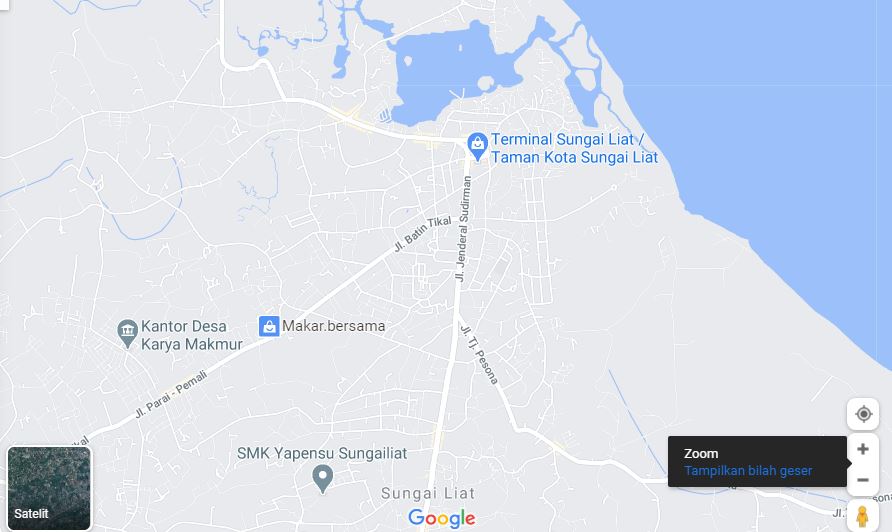 Terminal Sungai Liat /
Taman Kota Sungai Liat
Jl. Jenderal Sudirman
Jl. Batin Tikal
Kantor Desa
Karya Makmur
Makar.bersama
Jl. Tj. Pesona
Jl. Parai - Pemali
SMK Yapensu Sungailiat
Zoom
Tampilkan bilah geser
Sungai Liat
Satelit
Google